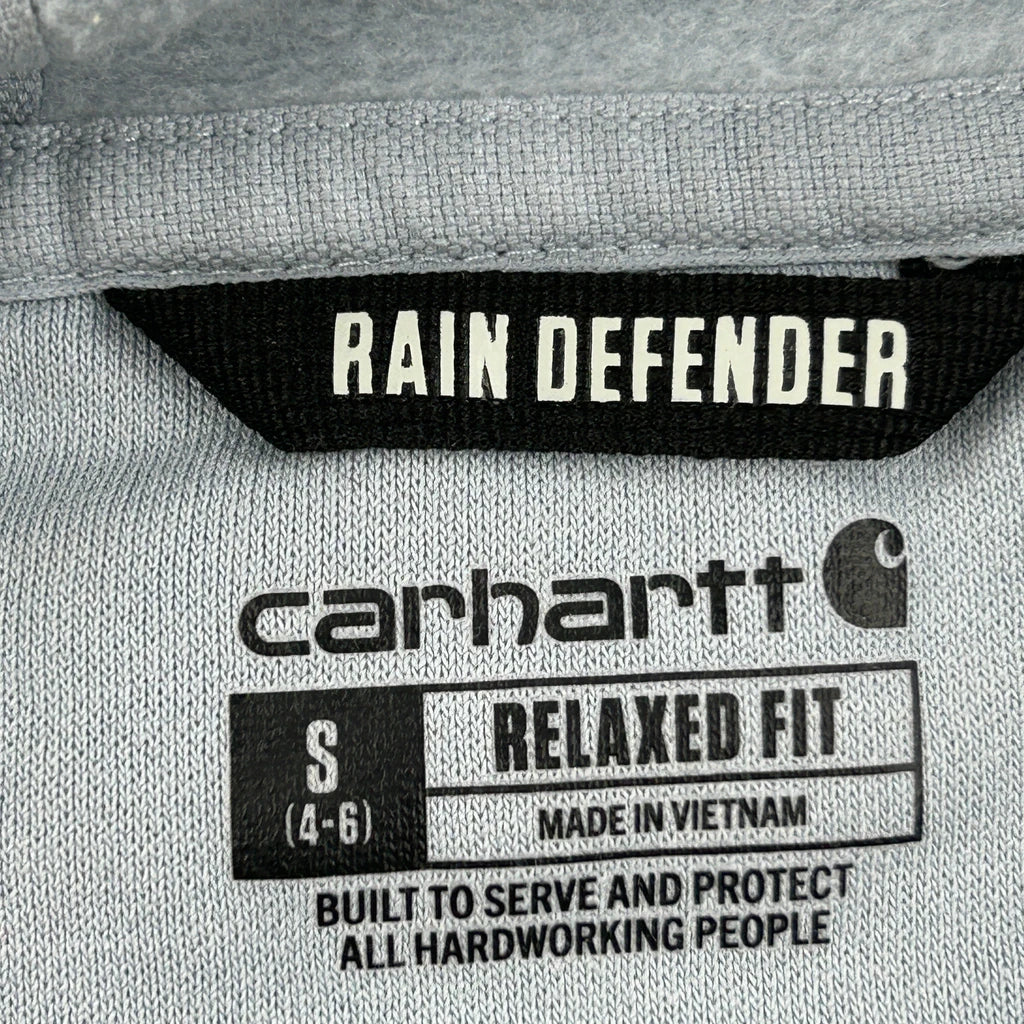 RAIN DEFENDER
carhartt
S
(4-6)
RELAXED FIT
MADE IN VIETNAM
BUILT TO SERVE AND PROTECT
ALL HARDWORKING PEOPLE